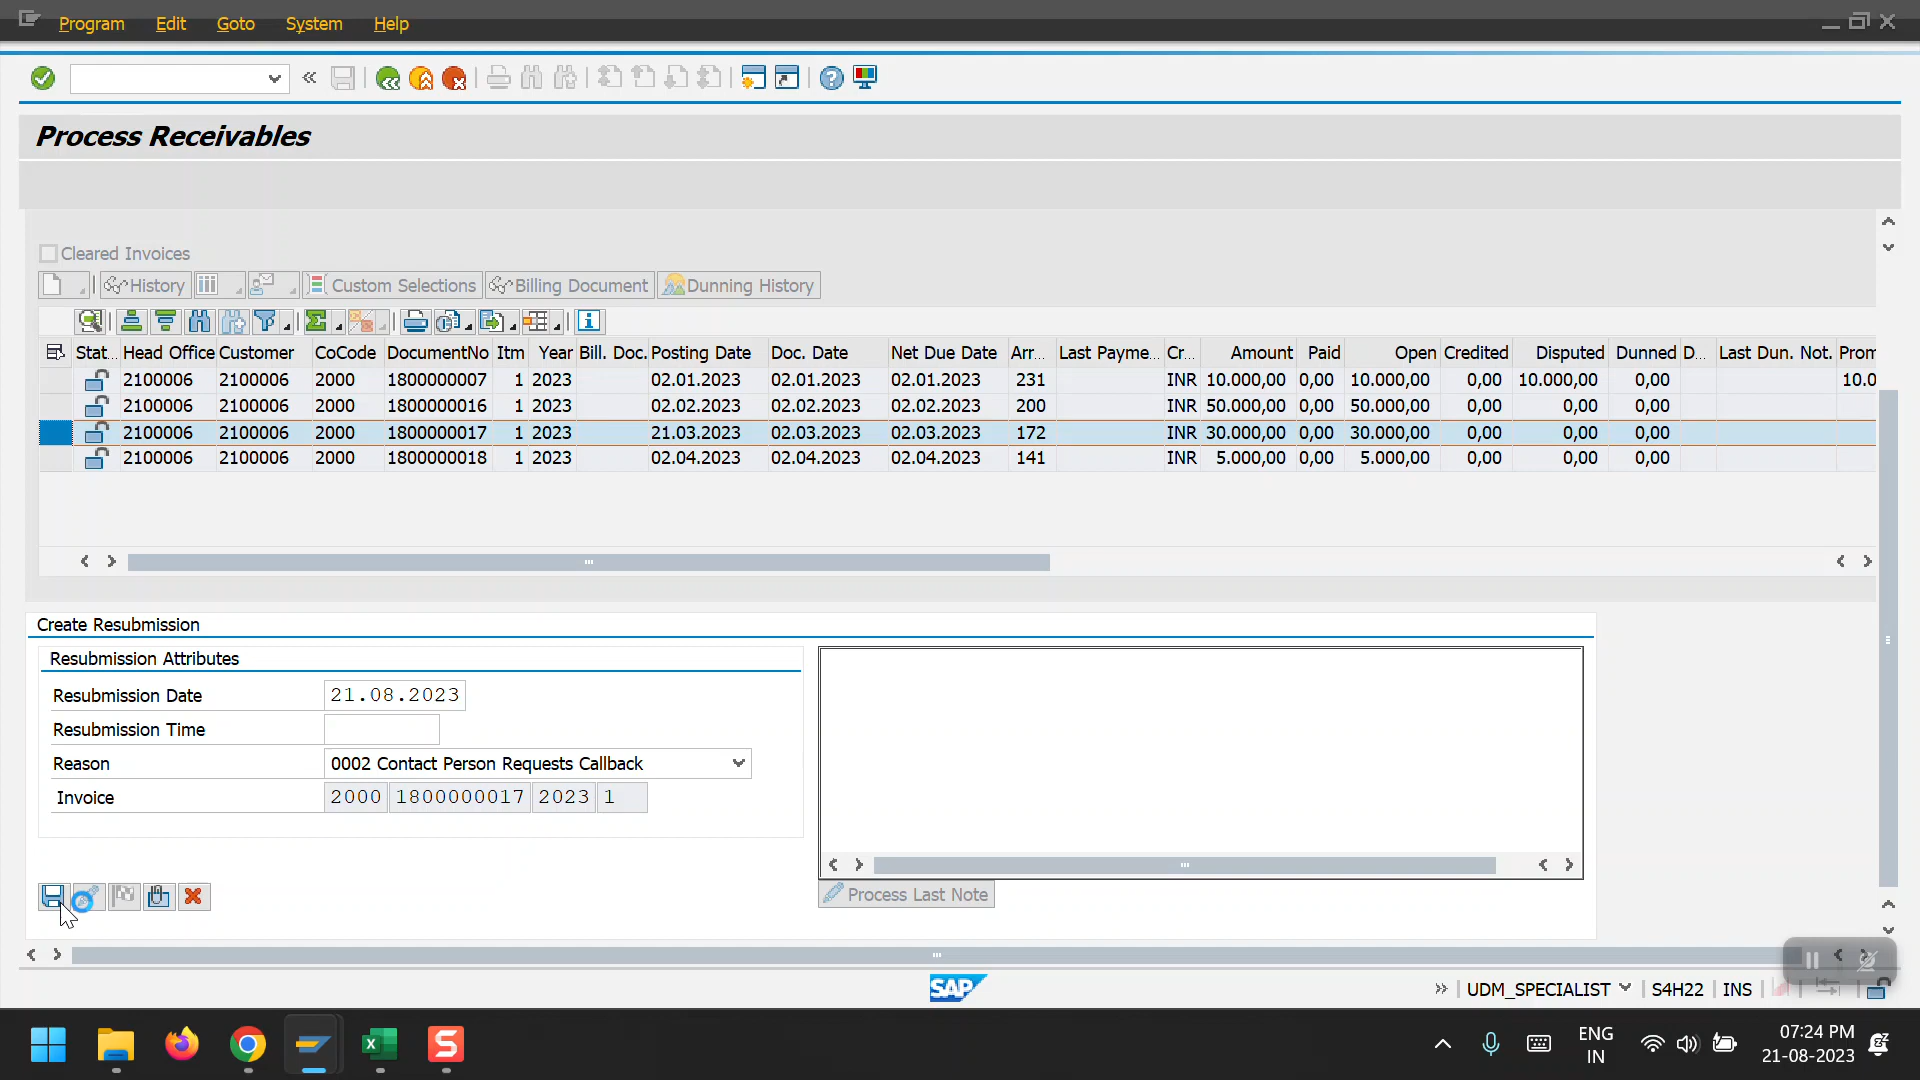 Program Edit Goto System Help
Process Receivables
Cleared Invoices
History Custom Selections Billing Document Dunning History
Stat... Head Office Customer CoCode DocumentNo Itm Year Bill. Doc. Posting Date Doc. Date Net Due Date Arr... Last Payme... Cr... Amount Paid Open Credited Disputed Dunned D... Last Dun. Not. Prom
2100006 2100006 2000 1800000007 1 2023 02.01.2023 02.01.2023 02.01.2023 231 INR 10.000,00 0,00 10.000,00 0,00 10.000,00 0,00 10.0
2100006 2100006 2000 1800000016 1 2023 02.02.2023 02.02.2023 02.02.2023 200 INR 50.000,00 0,00 50.000,00 0,00 0,00 0,00
2100006 2100006 2000 1800000017 1 2023 21.03.2023 02.03.2023 02.03.2023 172 INR 30.000,00 0,00 30.000,00 0,00 0,00 0,00
2100006 2100006 2000 1800000018 1 2023 02.04.2023 02.04.2023 02.04.2023 141 INR 5.000,00 0,00 5.000,00 0,00 0,00 0,00
Create Resubmission
Resubmission Attributes
Resubmission Date 21.08.2023
Resubmission Time
Reason 0002 Contact Person Requests Callback
Invoice 2000 1800000017 2023 1
Process Last Note
SAP UDM_SPECIALIST S4H22 INS
ENG 07:24 PM
IN 21-08-2023